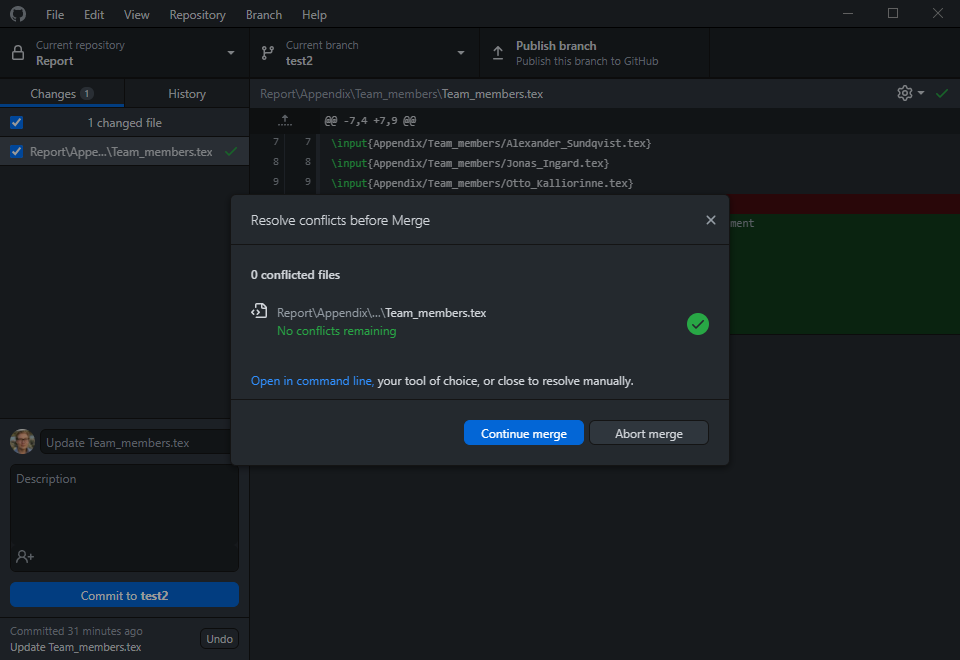 File Edit View Repository Branch Help
Current repository
Report
Current branch
test2
Publish branch
Publish this branch to GitHub
Changes 1
History
Report\Appendix\Team_members\Team_members.tex
1 changed file
Report\Appe...\Team_members.tex
@@ -7,4 +7,9 @@
7 7 \input{Appendix/Team_members/Alexander_Sundqvist.tex}
8 8 \input{Appendix/Team_members/Jonas_Ingard.tex}
9 9 \input{Appendix/Team_members/Otto_Kalliorinne.tex}
ment
Resolve conflicts before Merge
0 conflicted files
Report\Appendix\...\Team_members.tex
No conflicts remaining
Open in command line, your tool of choice, or close to resolve manually.
Continue merge
Abort merge
Update Team_members.tex
Description
Commit to test2
Committed 31 minutes ago
Update Team_members.tex
Undo